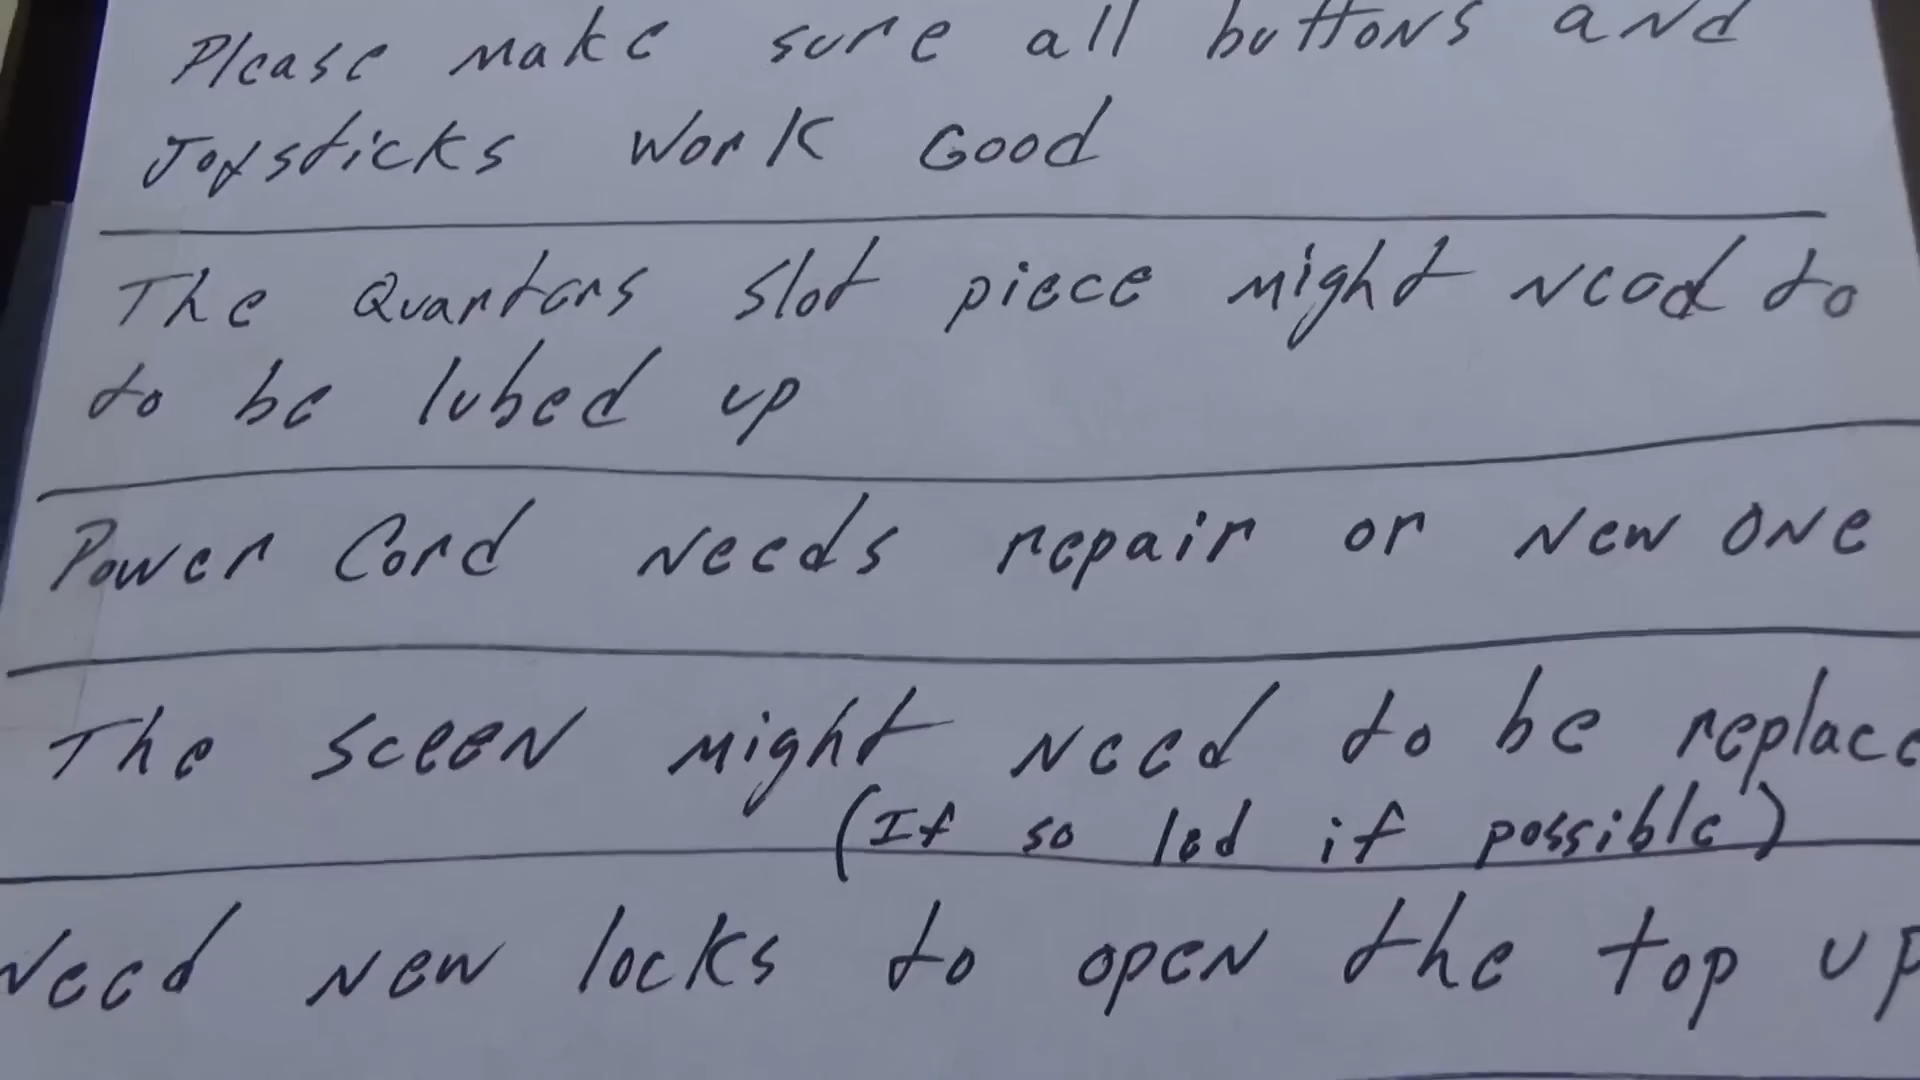 Please make sure all buttons and
Joysticks work Good
The Quarters slot piece might need to
to be lubed up
Power Cord Needs repair or New ONe
The sceen might Need to be replace
(If so led if possible)
Need New locks to open the top up